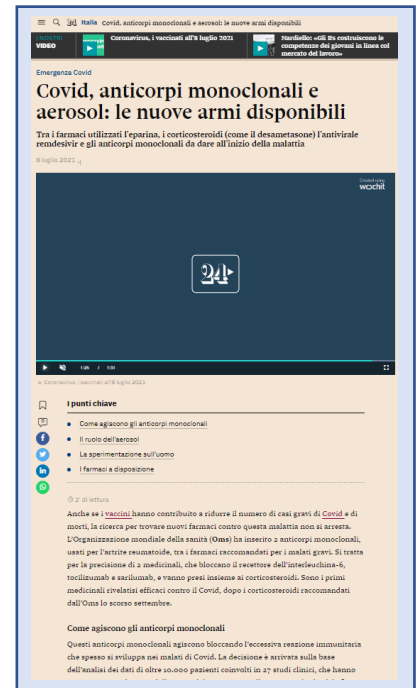 24 Italia Covid, anticorpi monoclonali e aerosol: le nuove armi disponibili
I NOSTRI
VIDEO
Coronavirus, i vaccinati all'8 luglio 2021
Nardiello: «Gli Its costruiscono le
competenze dei giovani in linea col
mercato del lavoro»
Emergenza Covid
Covid, anticorpi monoclonali e
aerosol: le nuove armi disponibili
Tra i farmaci utilizzati l'eparina, i corticosteroidi (come il desametasone) l'antivirale
remdesivir e gli anticorpi monoclonali da dare all'inizio della malattia
8 luglio 2021
Created using
wochit
24
1:26 / 1:31
Coronavirus, i vaccinati all'8 luglio 2021
I punti chiave
Come agiscono gli anticorpi monoclonali
Il ruolo dell'aerosol
La sperimentazione sull'uomo
I farmaci a disposizione
2' di lettura
Anche se i vaccini hanno contribuito a ridurre il numero di casi gravi di Covid e di
morti, la ricerca per trovare nuovi farmaci contro questa malattia non si arresta.
L'Organizzazione mondiale della sanità (Oms) ha inserito 2 anticorpi monoclonali,
usati per l'artrite reumatoide, tra i farmaci raccomandati per i malati gravi. Si tratta
per la precisione di 2 medicinali, che bloccano il recettore dell'interleuchina-6,
tocilizumab e sarilumab, e vanno presi insieme ai corticosteroidi. Sono i primi
medicinali rivelatisi efficaci contro il Covid, dopo i corticosteroidi raccomandati
dall'Oms lo scorso settembre.
Come agiscono gli anticorpi monoclonali
Questi anticorpi monoclonali agiscono bloccando l'eccessiva reazione immunitaria
che spesso si sviluppa nei malati di Covid. La decisione è arrivata sulla base
dell'analisi dei dati di oltre 10.000 pazienti coinvolti in 27 studi clinici, che hanno